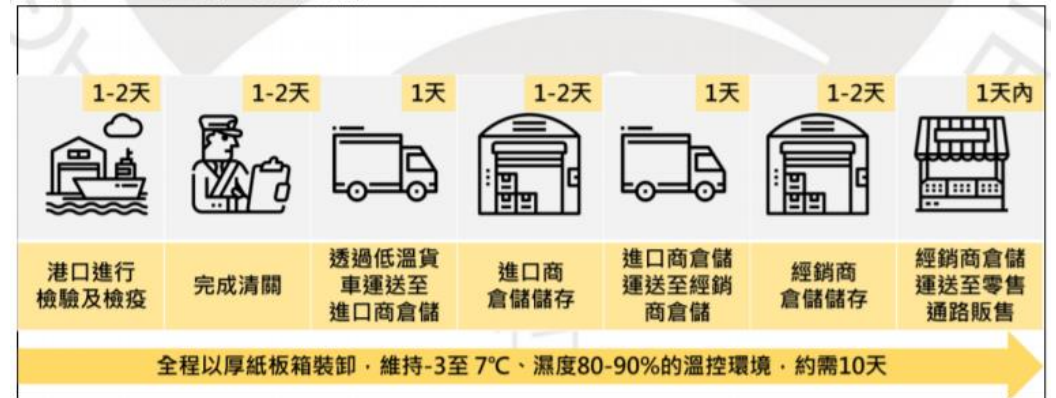 1-2天
1-2天
1天
1-2天
1天
1-2天
1天內
港口進行
檢驗及檢疫
完成清關
透過低溫貨
車運送至
進口商倉儲
進口商
倉儲儲存
進口商倉儲
運送至經銷
商倉儲
經銷商
倉儲儲存
經銷商倉儲
運送至零售
通路販售
全程以厚紙板箱裝卸，維持-3至 7℃、濕度80-90%的溫控環境，約需10天